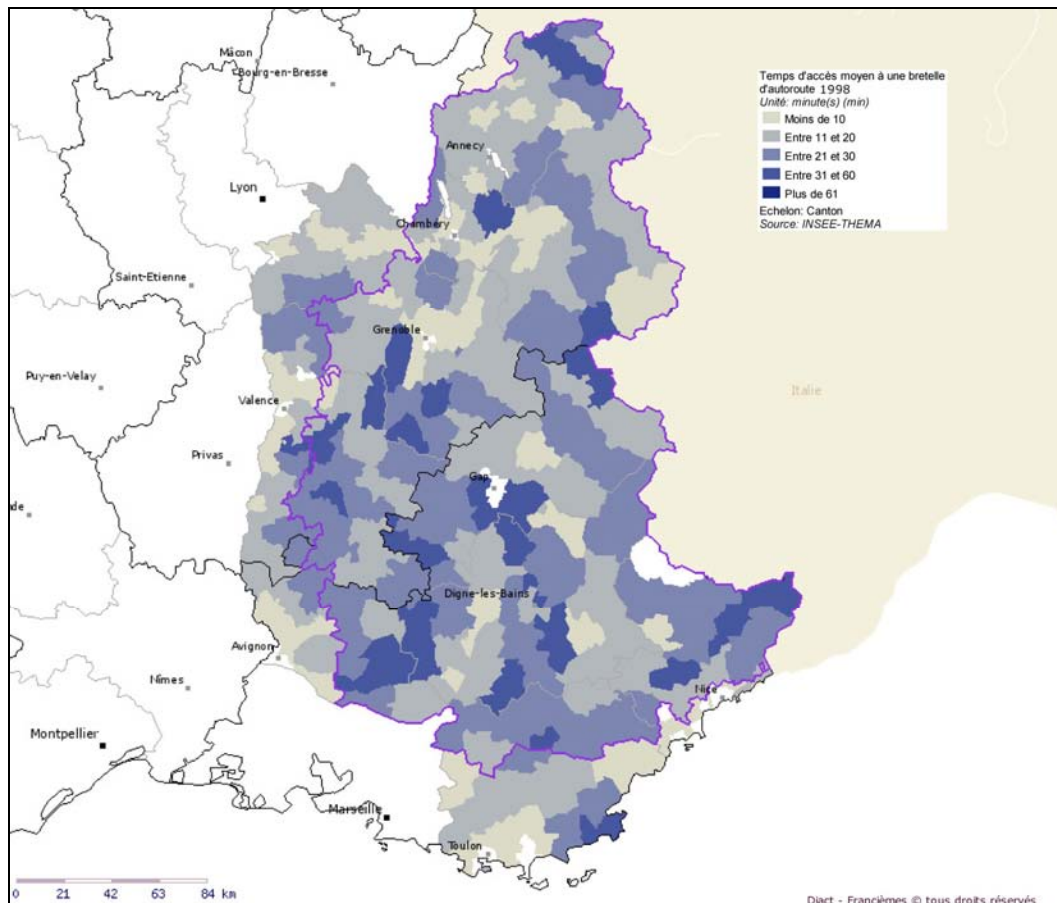 Mâcon
Bourg-en-Bresse
Temps d'accès moyen à une bretelle
d'autoroute 1998
Unité: minute(s) (min)
Moins de 10
Entre 11 et 20
Entre 21 et 30
Entre 31 et 60
Plus de 61
Echelon: Canton
Source: INSEE-THEMA
Annecy
Lyon
Chambéry
Saint-Etienne
Grenoble
Puy-en-Velay
Italie
Valence
Privas
Gap
de
Digne-les-Bains
Avignon
Nîmes
Nice
Montpellier
Marseille
Toulon
0 21 42 63 84 km
Diact - Francièmes © tous droits réservés